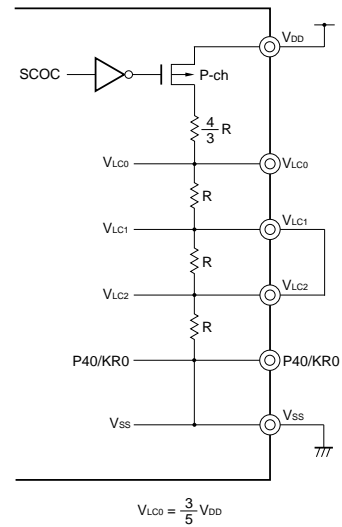 VDD
SCOC
P-ch
4/3 R
VLC0 VLC0
R
VLC1 VLC1
R
VLC2 VLC2
R
P40/KR0 P40/KR0
VSS VSS
VLC0 = 3/5 VDD